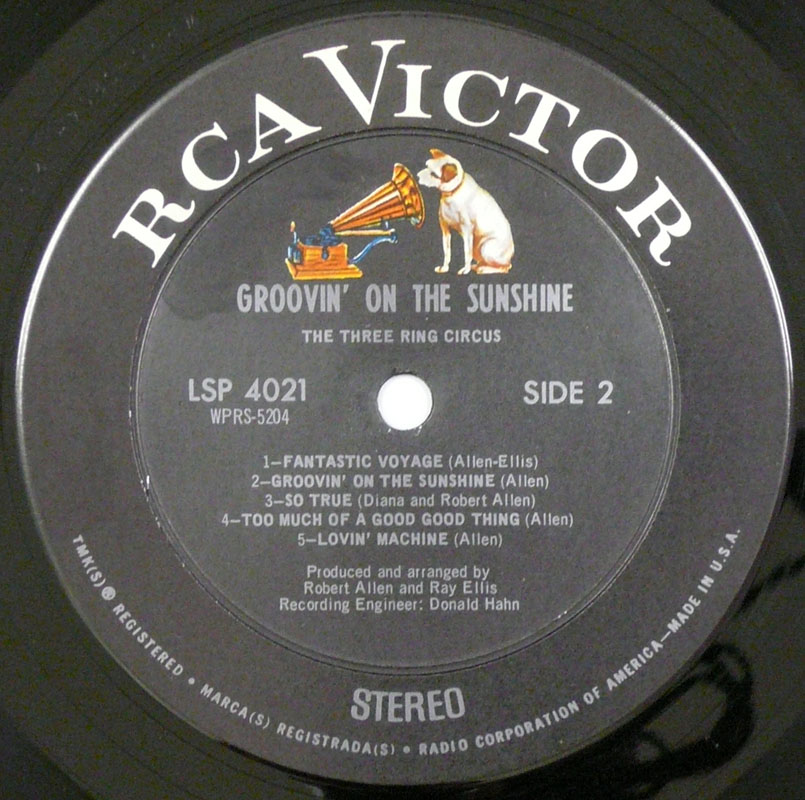 RCA VICTOR
GROOVIN' ON THE SUNSHINE
THE THREE RING CIRCUS
LSP 4021
WPRS-5204
SIDE 2
1—FANTASTIC VOYAGE (Allen-Ellis)
2—GROOVIN' ON THE SUNSHINE (Allen)
3—SO TRUE (Diana and Robert Allen)
4—TOO MUCH OF A GOOD GOOD THING (Allen)
5—LOVIN' MACHINE (Allen)
Produced and arranged by
Robert Allen and Ray Ellis
Recording Engineer: Donald Hahn
STEREO
TMK(S) ® REGISTERED • MARCA(S) REGISTRADA(S) • RADIO CORPORATION OF AMERICA—MADE IN U.S.A.